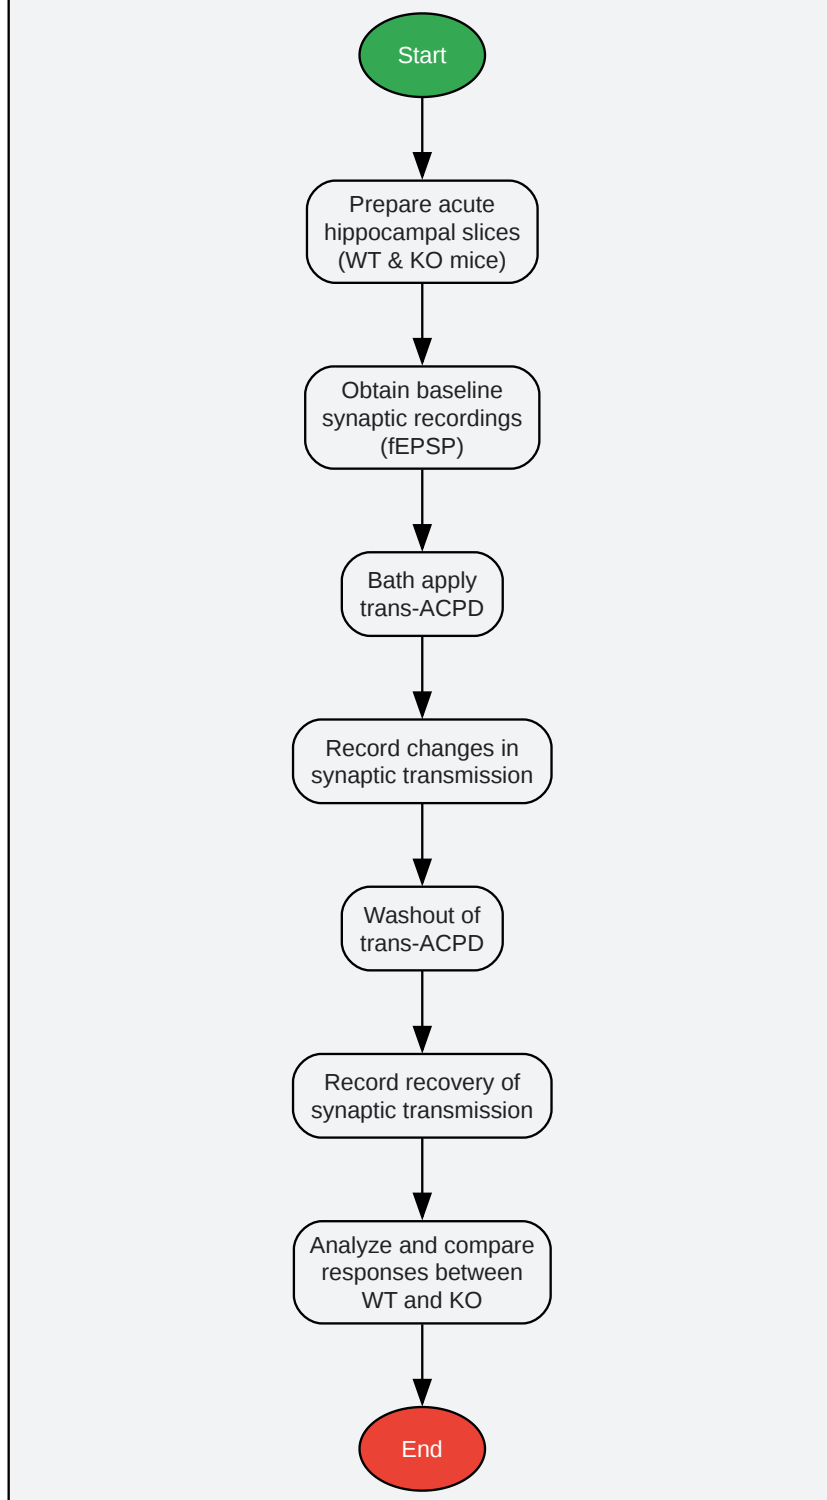 Start
Prepare acute
hippocampal slices
(WT & KO mice)
Obtain baseline
synaptic recordings
(fEPSP)
Bath apply
trans-ACPD
Record changes in
synaptic transmission
Washout of
trans-ACPD
Record recovery of
synaptic transmission
Analyze and compare
responses between
WT and KO
End